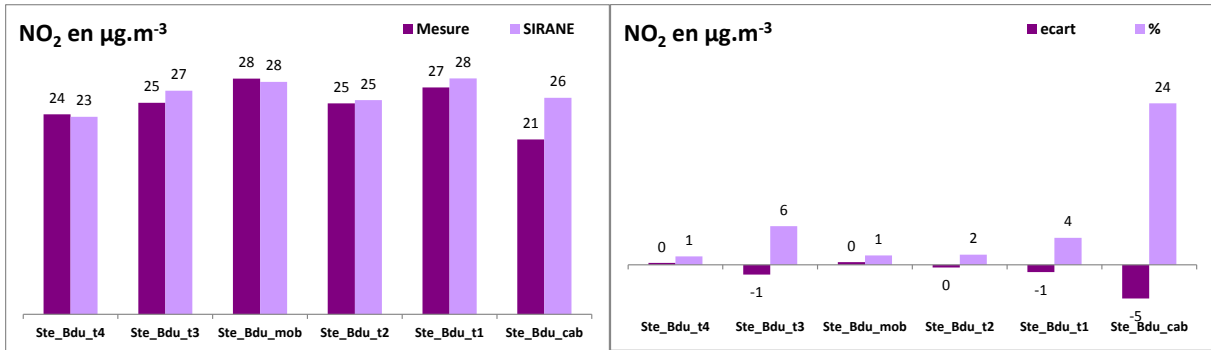 NO₂ en µg.m⁻³
Mesure SIRANE
24 23 25 27 28 28 25 25 27 28 21 26
Ste_Bdu_t4 Ste_Bdu_t3 Ste_Bdu_mob Ste_Bdu_t2 Ste_Bdu_t1 Ste_Bdu_cab
NO₂ en µg.m⁻³
ecart %
0 1 -1 6 0 1 0 2 -1 4 -5 24
Ste_Bdu_t4 Ste_Bdu_t3 Ste_Bdu_mob Ste_Bdu_t2 Ste_Bdu_t1 Ste_Bdu_cab